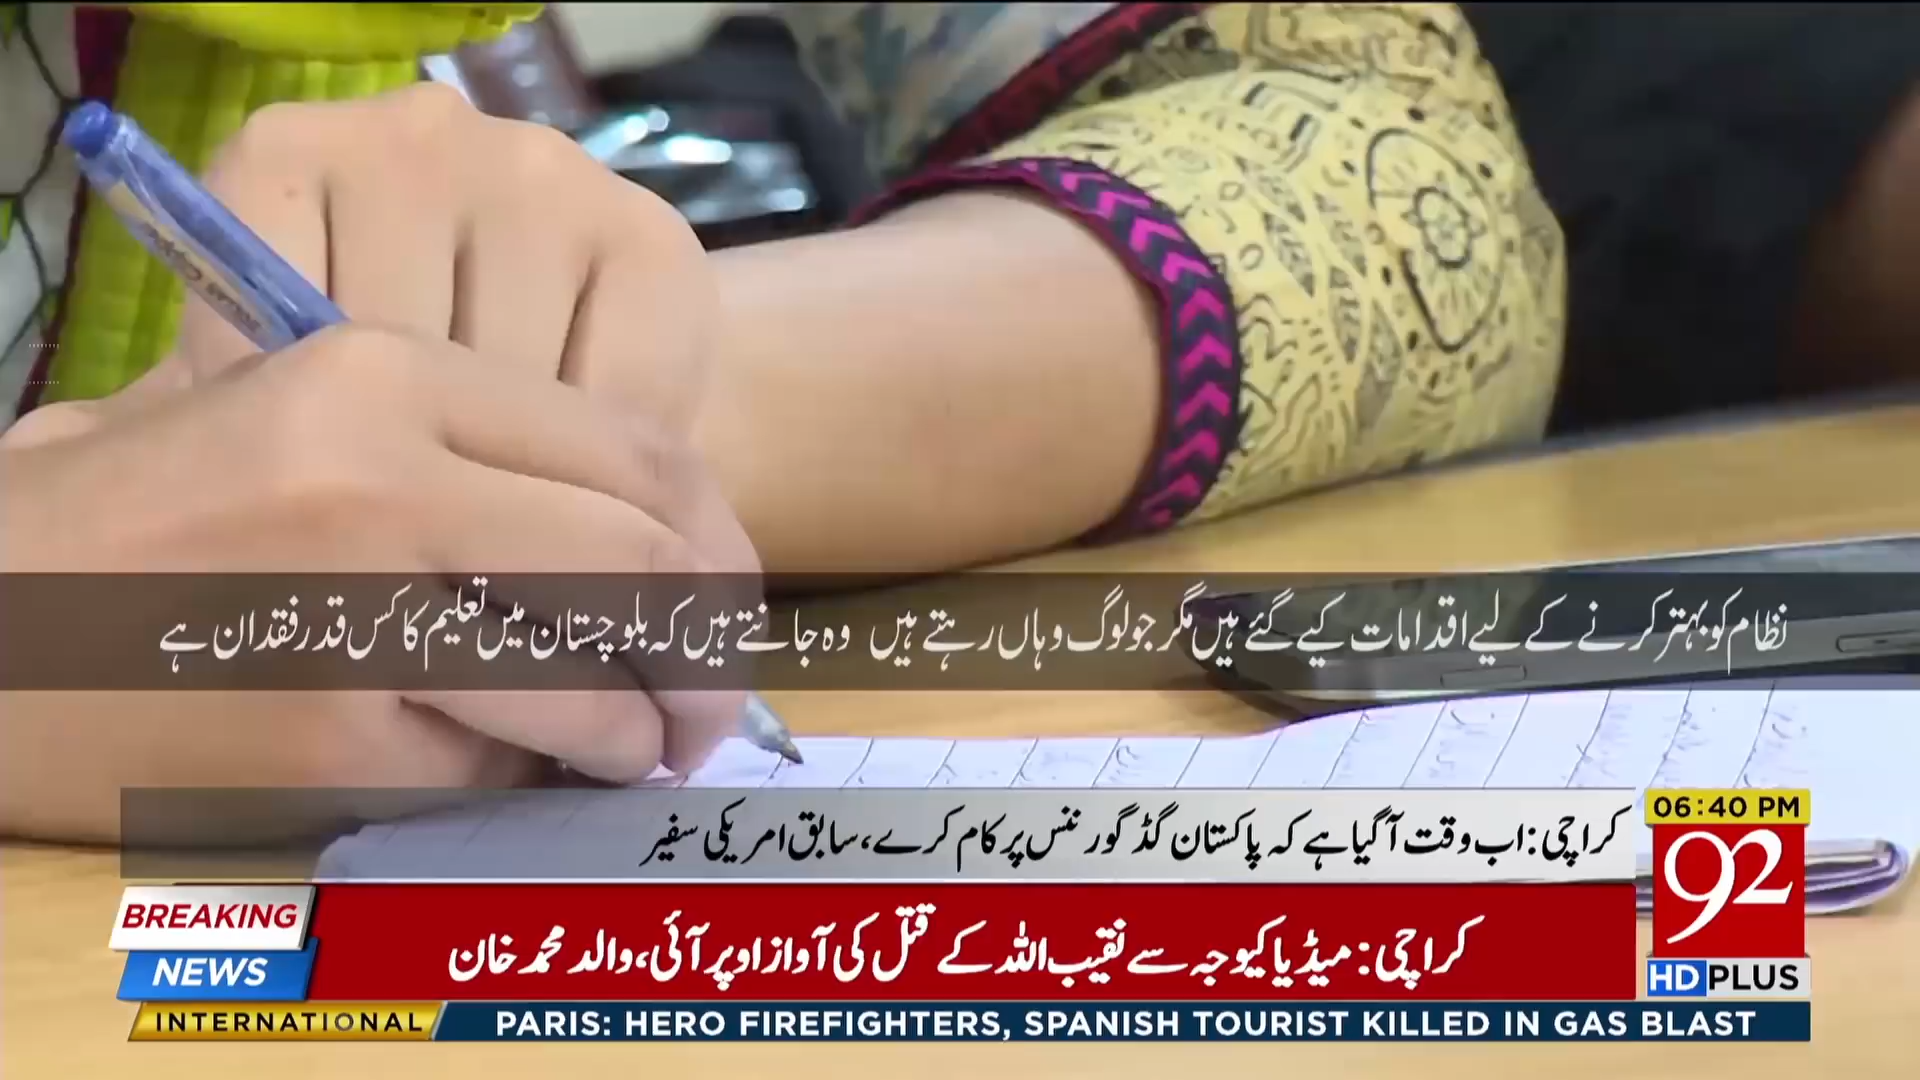 نظام کو بہتر کرنے کے لیے اقدامات کیے گئے ہیں مگر جو لوگ وہاں رہتے ہیں وہ جانتے ہیں کہ بلوچستان میں تعلیم کا کس قدر فقدان ہے
06:40 PM
کراچی: اب وقت آگیا ہے کہ پاکستان گڈ گورننس پر کام کرے، سابق امریکی سفیر
92
HD PLUS
BREAKING
NEWS
کراچی: میڈیا کیوجہ سے نقیب اللہ کے قتل کی آواز اوپر آئی، والد محمد خان
INTERNATIONAL
PARIS: HERO FIREFIGHTERS, SPANISH TOURIST KILLED IN GAS BLAST